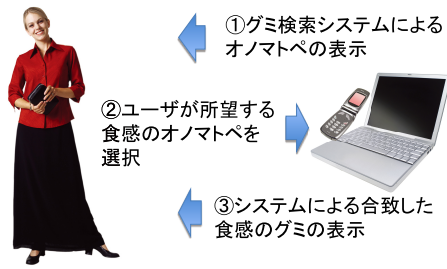 ①グミ検索システムによる
オノマトペの表示
②ユーザが所望する
食感のオノマトペを
選択
③システムによる合致した
食感のグミの表示